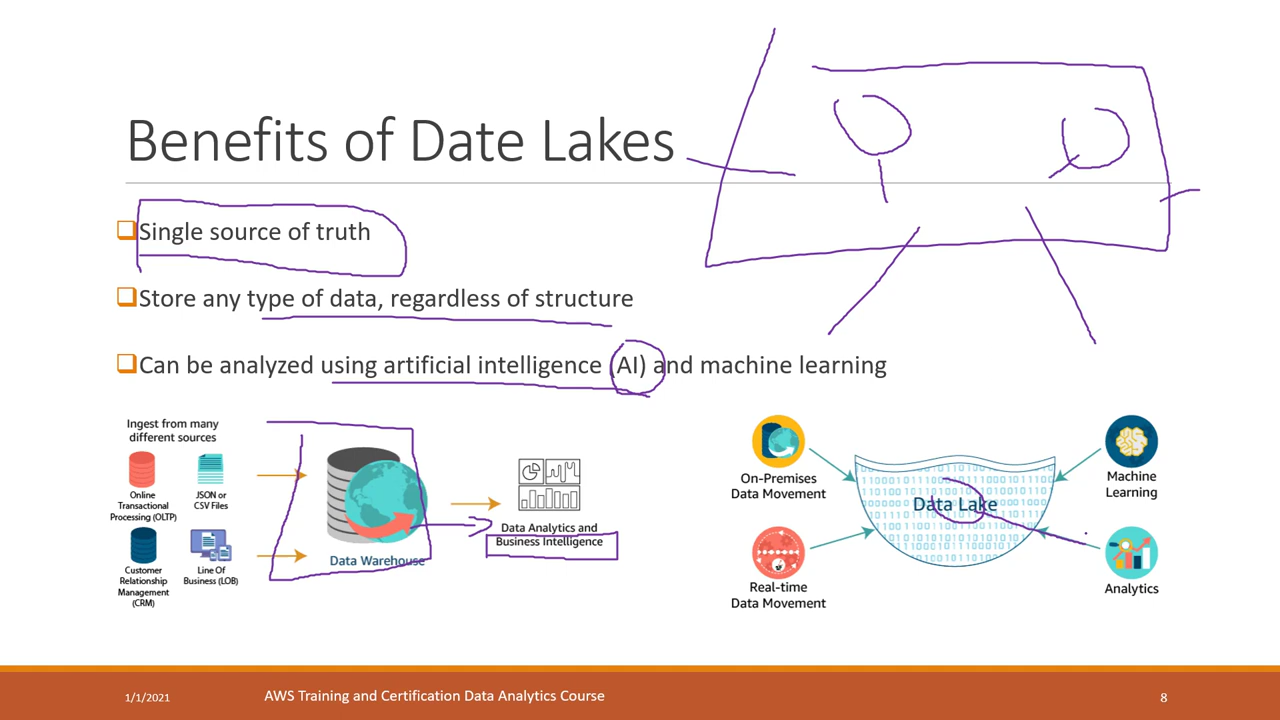 Benefits of Date Lakes
Single source of truth
Store any type of data, regardless of structure
Can be analyzed using artificial intelligence (AI) and machine learning
Ingest from many
different sources
Online
Transactional
Processing (OLTP)
JSON or
CSV Files
Customer
Relationship
Management
(CRM)
Line Of
Business (LOB)
Data Warehouse
Data Analytics and
Business Intelligence
On-Premises
Data Movement
Real-time
Data Movement
Data Lake
Machine
Learning
Analytics
1/1/2021
AWS Training and Certification Data Analytics Course
8